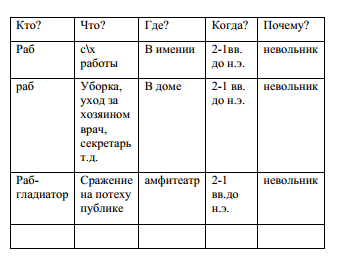 Кто? Что? Где? Когда? Почему?
Раб с\х В имении 2-1вв. невольник
работы до н.э.
раб Уборка, В доме 2-1 вв. невольник
уход за до н.э.
хозяином
врач,
секретарь
т.д.
Раб- Сражение амфитеатр 2-1 невольник
гладиатор на потеху вв.до
публике н.э.